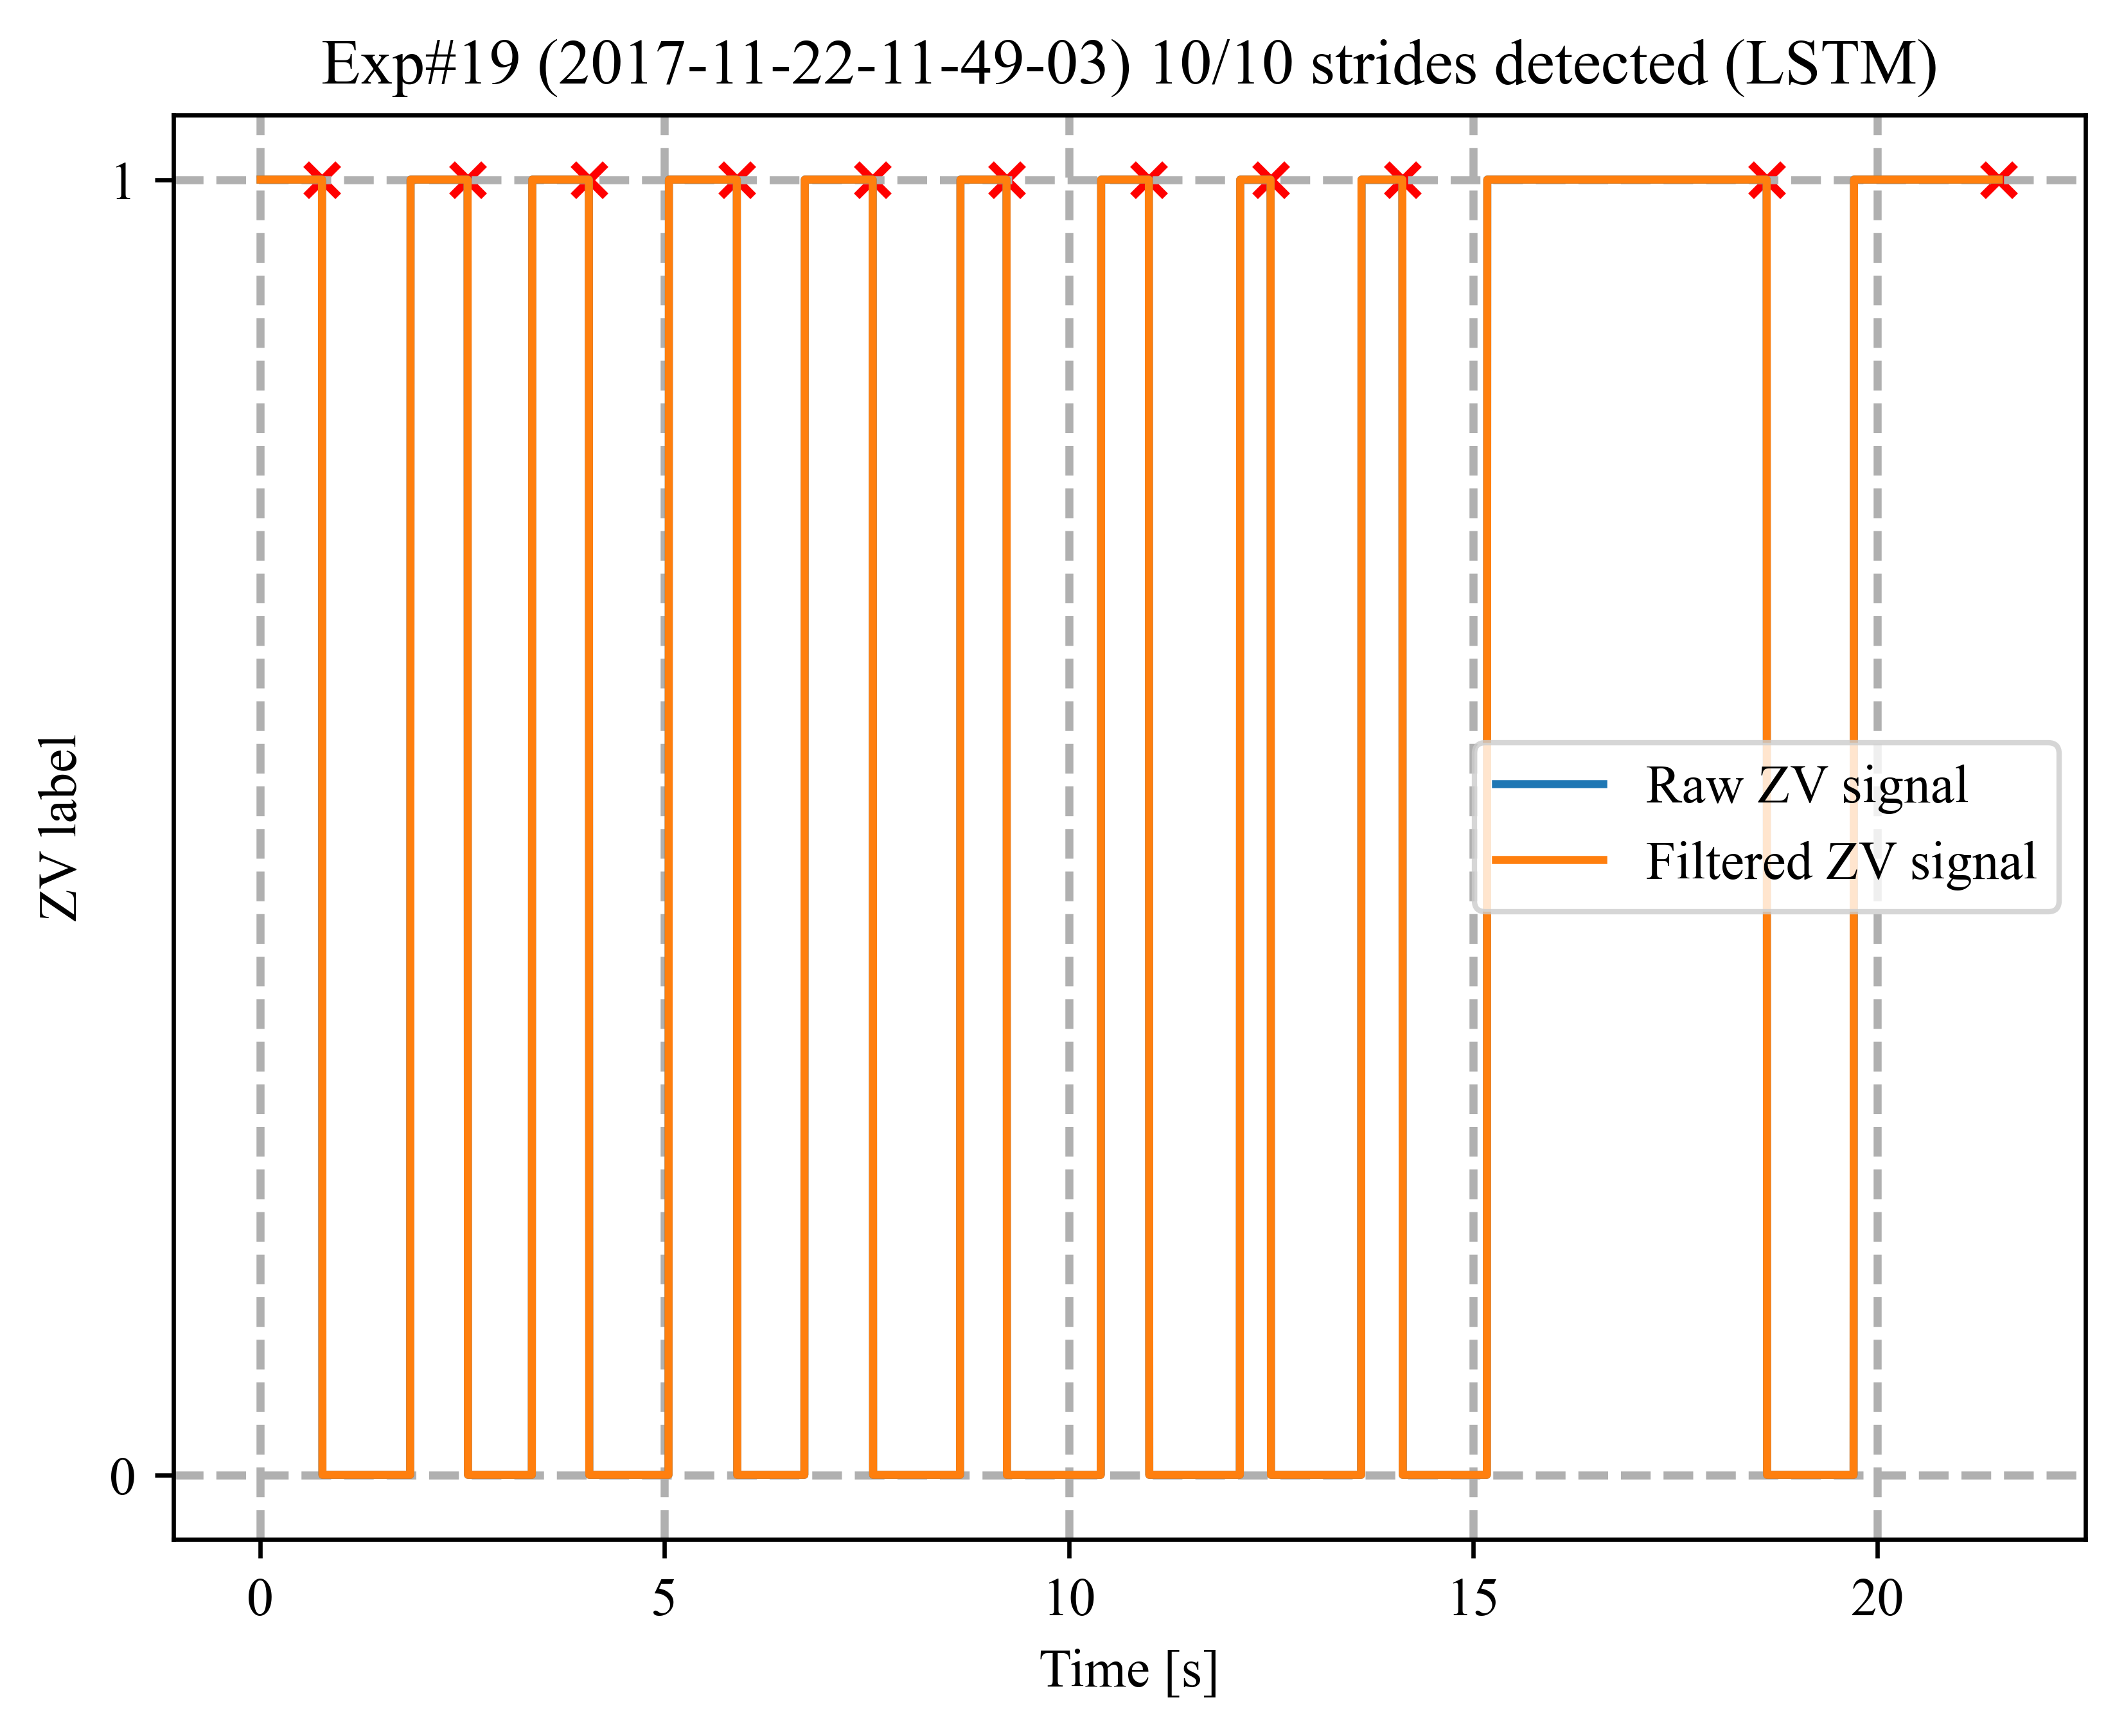 Exp#19 (2017-11-22-11-49-03) 10/10 strides detected (LSTM)
1
ZV label
Raw ZV signal
Filtered ZV signal
0
0 5 10 15 20
Time [s]